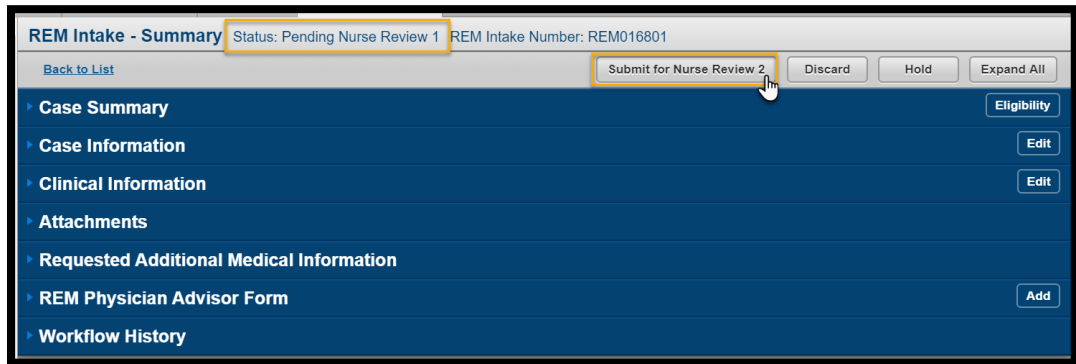 REM Intake - Summary Status: Pending Nurse Review 1 REM Intake Number: REM016801
Back to List Submit for Nurse Review 2 Discard Hold Expand All
Case Summary Eligibility
Case Information Edit
Clinical Information Edit
Attachments
Requested Additional Medical Information
REM Physician Advisor Form Add
Workflow History